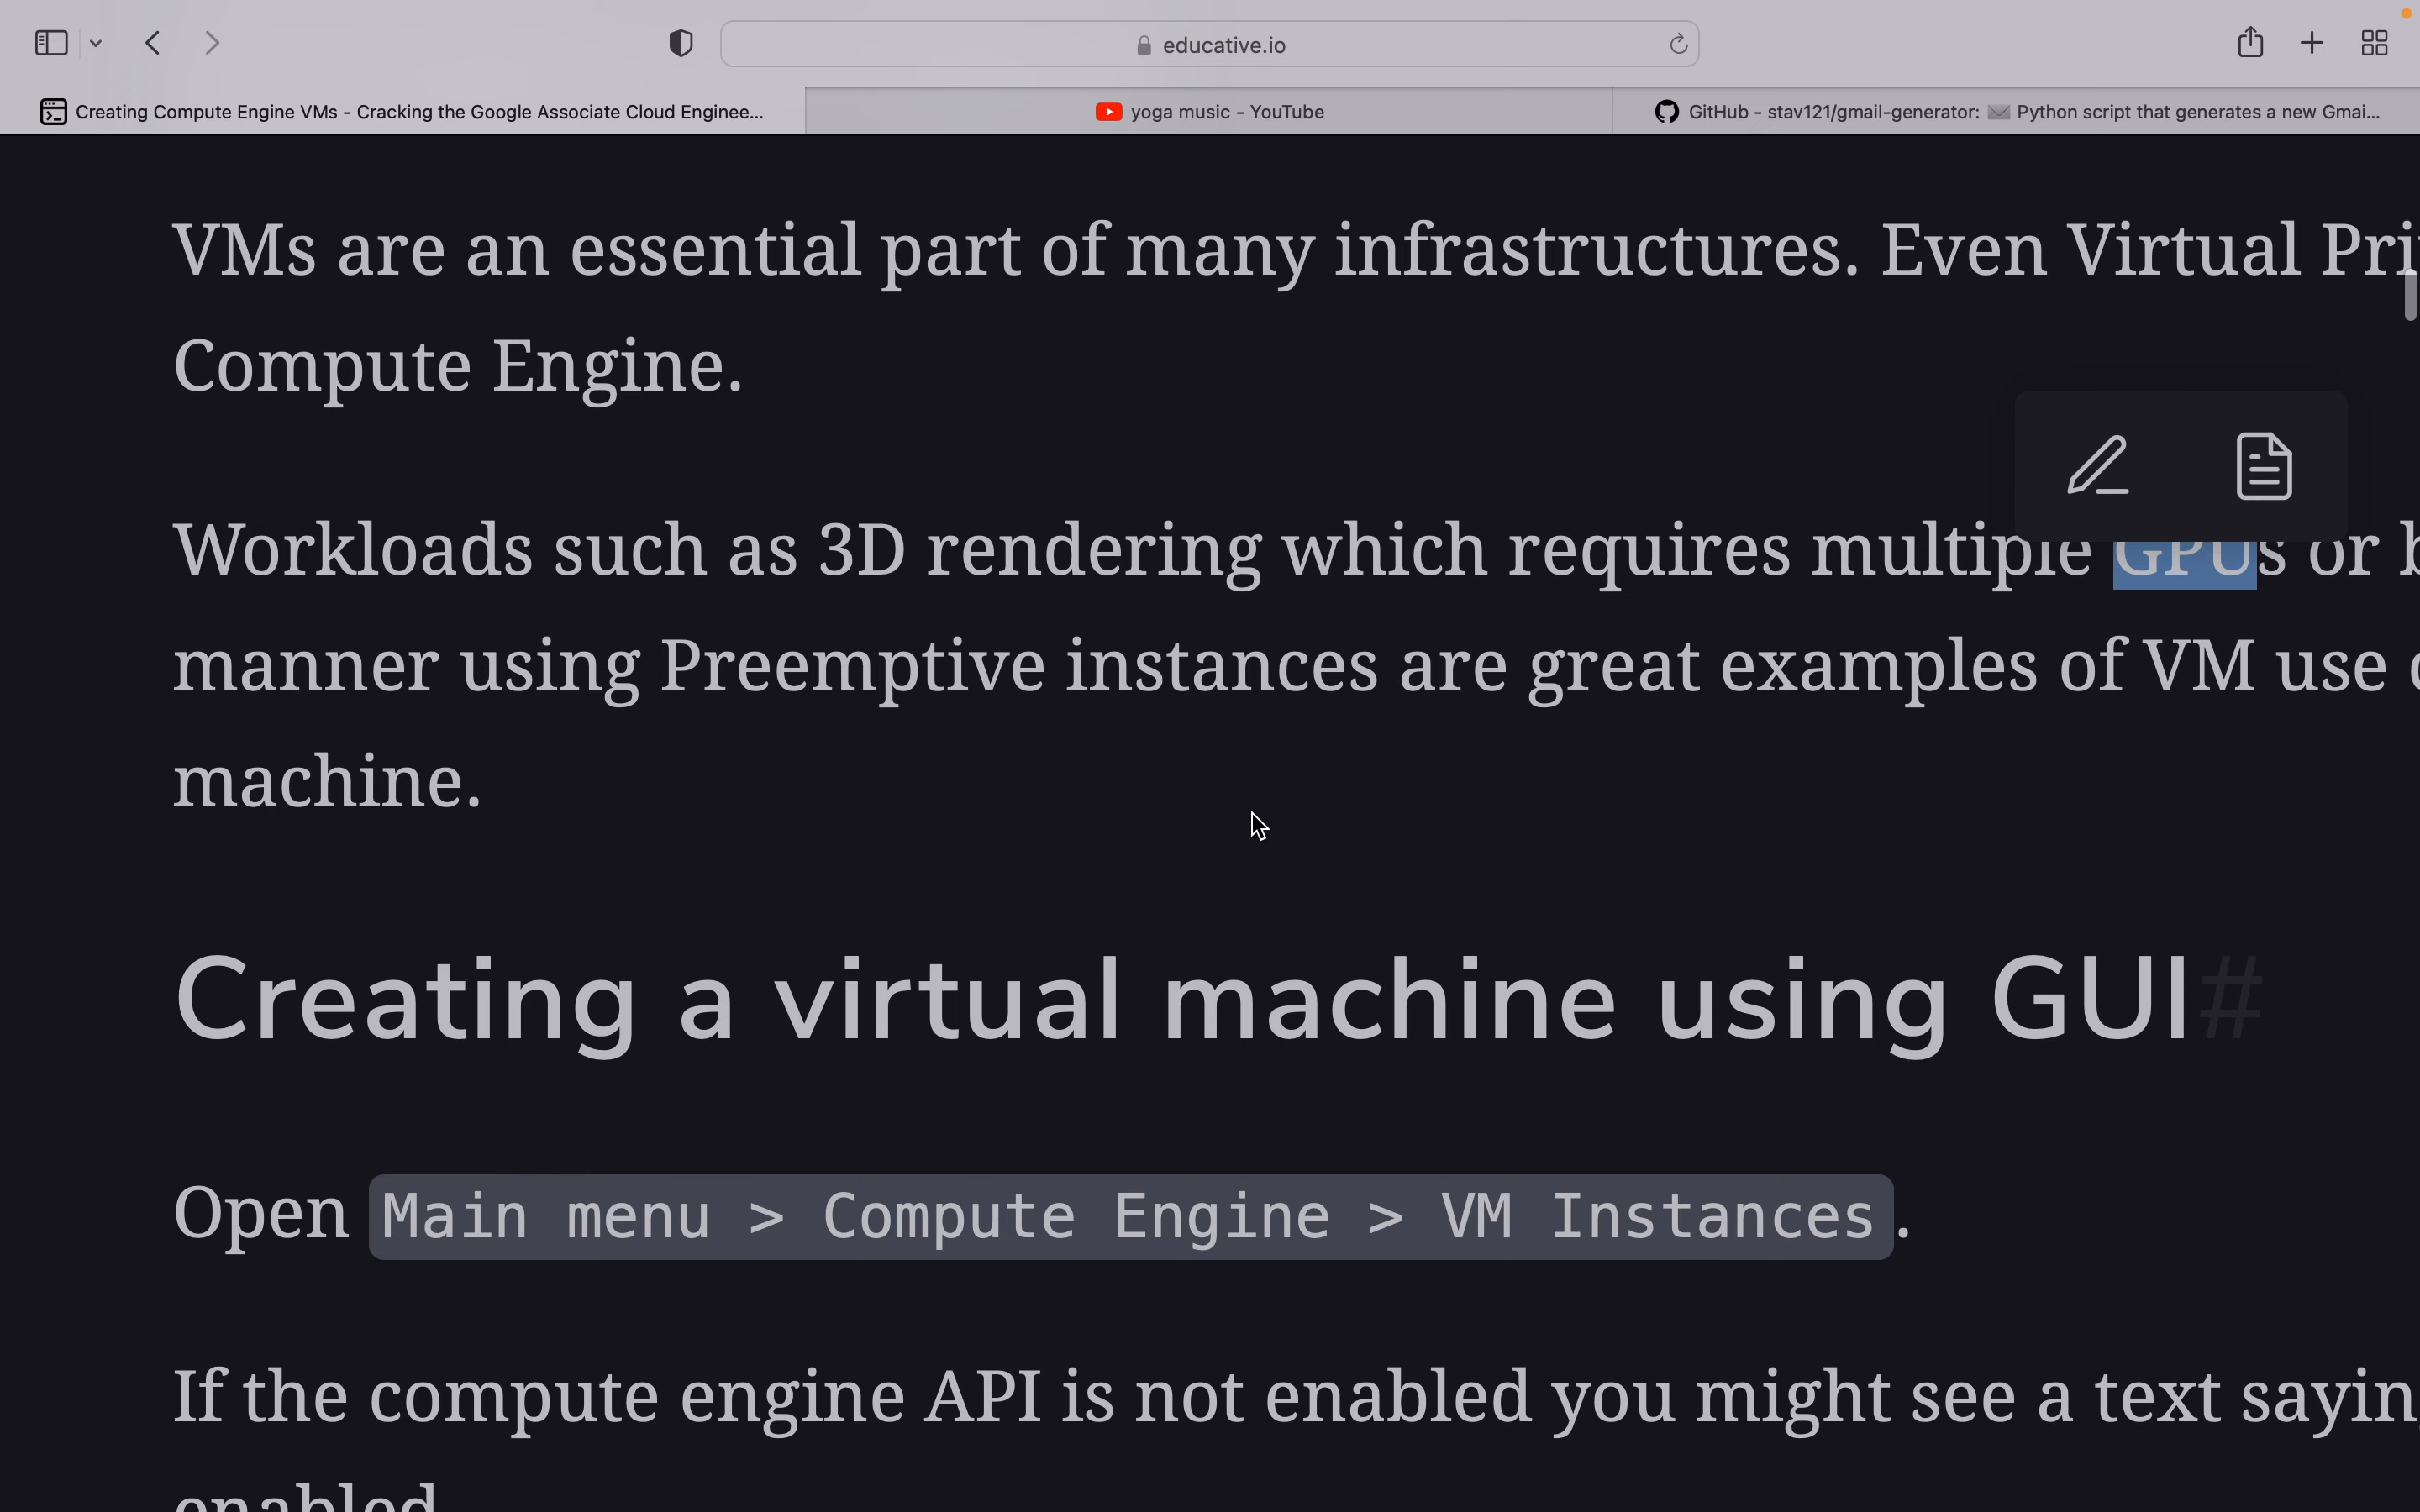 educative.io
Creating Compute Engine VMs - Cracking the Google Associate Cloud Enginee...
yoga music - YouTube
GitHub - stav121/gmail-generator: ✉️ Python script that generates a new Gmai...
VMs are an essential part of many infrastructures. Even Virtual Pri
Compute Engine.
Workloads such as 3D rendering which requires multiple GPUs or
manner using Preemptive instances are great examples of VM use
machine.
Creating a virtual machine using GUI#
Open Main menu > Compute Engine > VM Instances.
If the compute engine API is not enabled you might see a text sayin
enabled